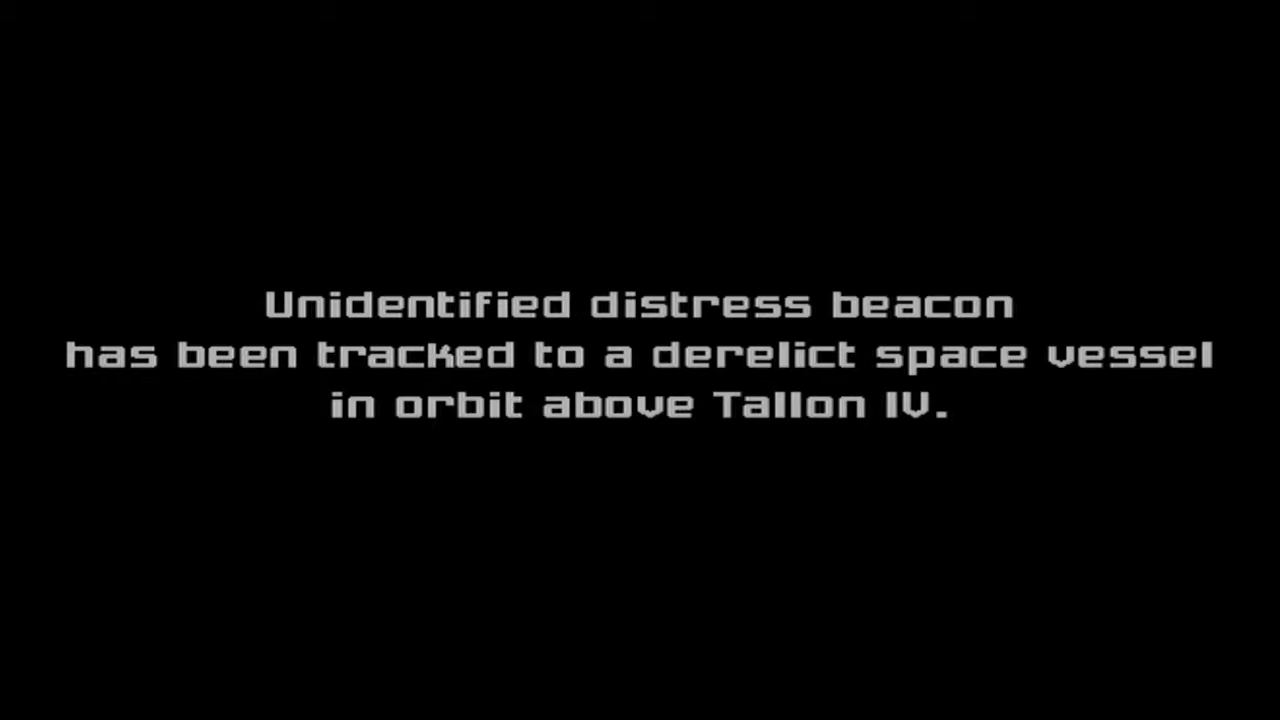 Unidentified distress beacon
has been tracked to a derelict space vessel
in orbit above Tallon IV.